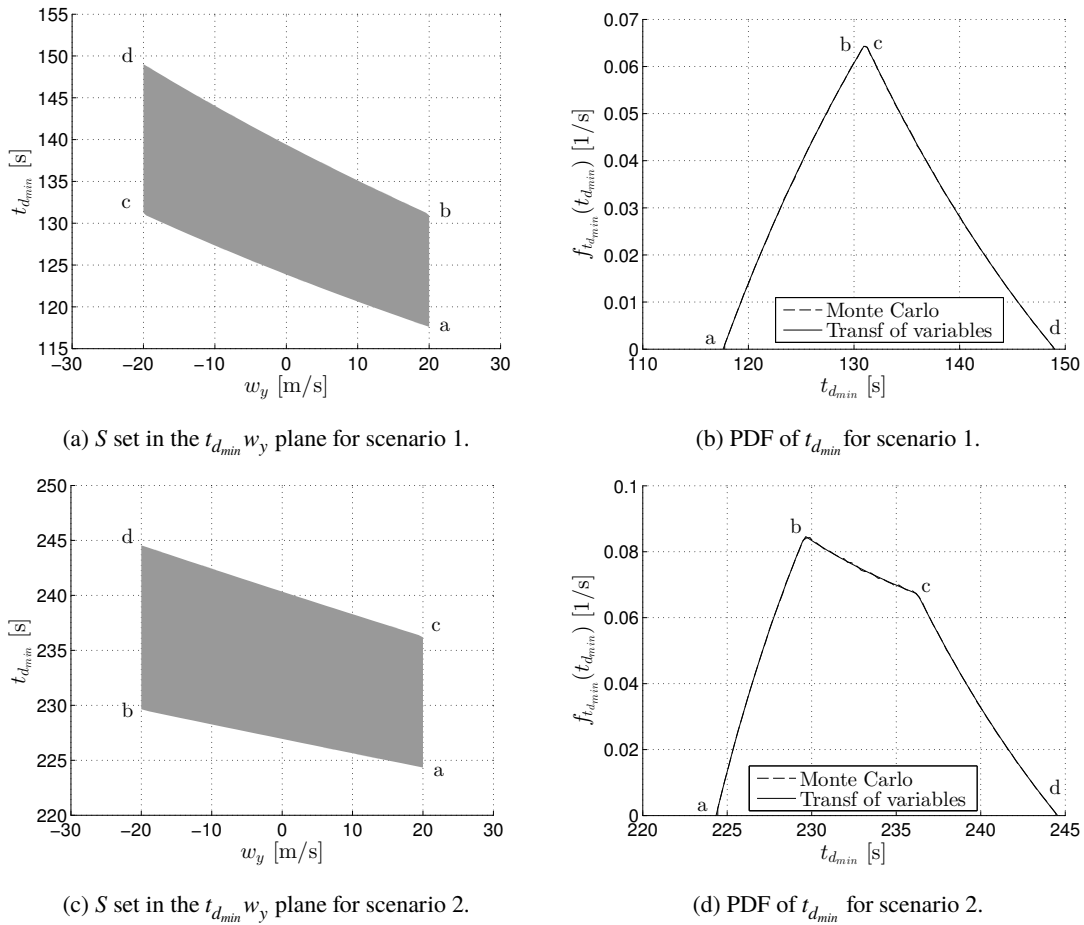 155
150
145
140
135
130
125
120
115
−30 −20 −10 0 10 20 30
t_{d_{min}} [s]
w_y [m/s]
d
c
b
a
(a) S set in the t_{d_{min}} w_y plane for scenario 1.
0.07
0.06
0.05
0.04
0.03
0.02
0.01
0
110 120 130 140 150
f_{t_{d_{min}}}(t_{d_{min}}) [1/s]
t_{d_{min}} [s]
b c
a
d
Monte Carlo
Transf of variables
(b) PDF of t_{d_{min}} for scenario 1.
250
245
240
235
230
225
220
−30 −20 −10 0 10 20 30
t_{d_{min}} [s]
w_y [m/s]
d
c
b
a
(c) S set in the t_{d_{min}} w_y plane for scenario 2.
0.1
0.08
0.06
0.04
0.02
0
220 225 230 235 240 245
f_{t_{d_{min}}}(t_{d_{min}}) [1/s]
t_{d_{min}} [s]
b
c
a
d
Monte Carlo
Transf of variables
(d) PDF of t_{d_{min}} for scenario 2.